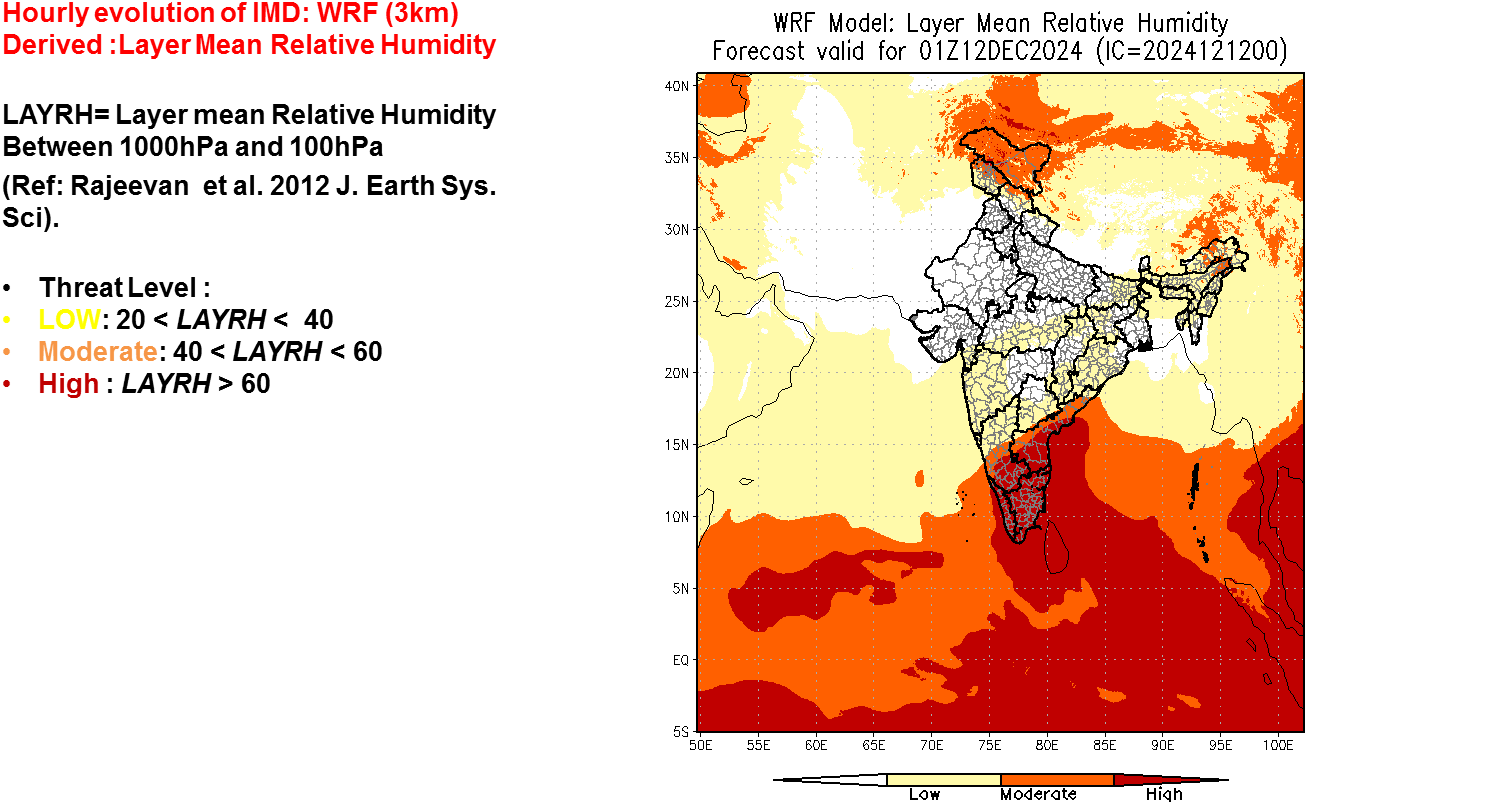 Hourly evolution of IMD: WRF (3km)
Derived :Layer Mean Relative Humidity
LAYRH= Layer mean Relative Humidity
Between 1000hPa and 100hPa
(Ref: Rajeevan et al. 2012 J. Earth Sys.
Sci).
• Threat Level :
• LOW: 20 < LAYRH < 40
• Moderate: 40 < LAYRH < 60
• High : LAYRH > 60
WRF Model: Layer Mean Relative Humidity
Forecast valid for 01Z12DEC2024 (IC=2024121200)
40N
35N
30N
25N
20N
15N
10N
5N
EQ
5S
50E 55E 60E 65E 70E 75E 80E 85E 90E 95E 100E
Low Moderate High